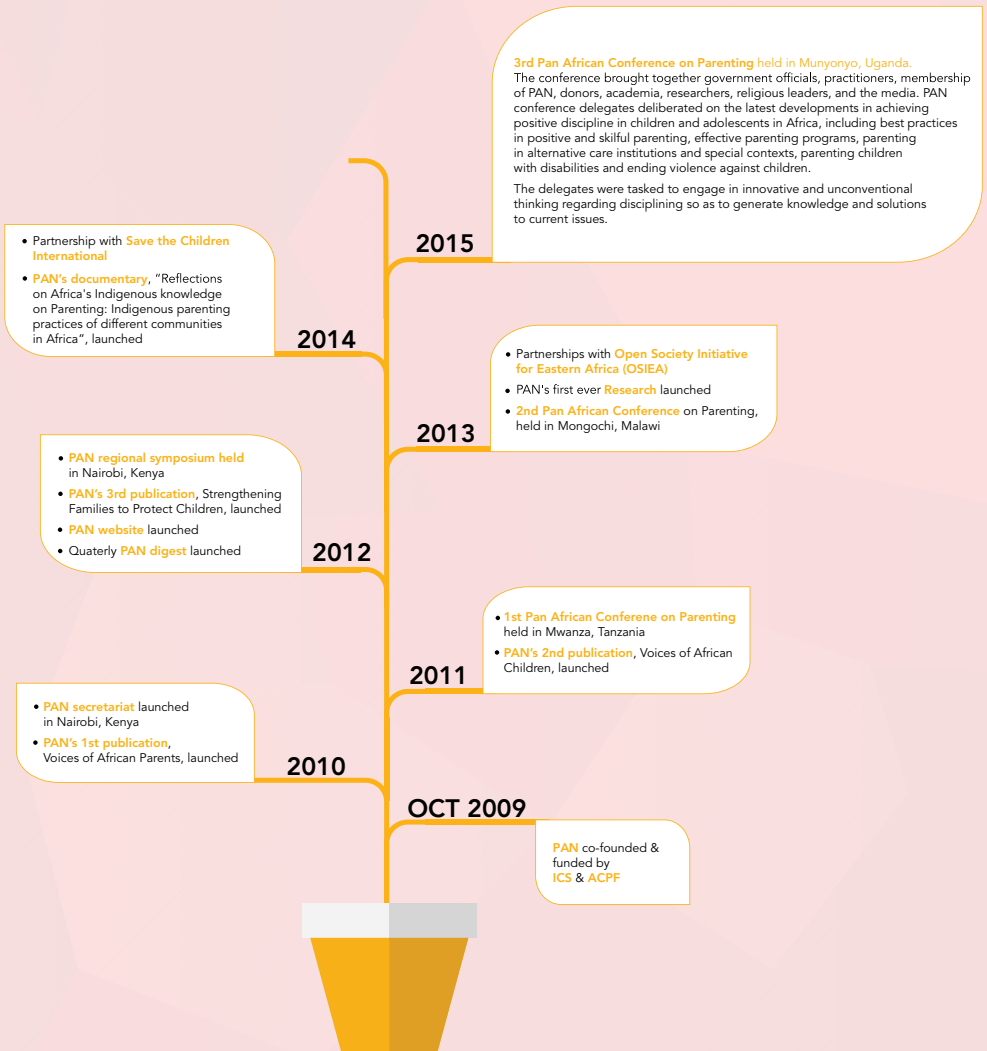 3rd Pan African Conference on Parenting held in Munyonyo, Uganda.
The conference brought together government officials, practitioners, membership
of PAN, donors, academia, researchers, religious leaders, and the media. PAN
conference delegates deliberated on the latest developments in achieving
positive discipline in children and adolescents in Africa, including best practices
in positive and skilful parenting, effective parenting programs, parenting
in alternative care institutions and special contexts, parenting children
with disabilities and ending violence against children.
The delegates were tasked to engage in innovative and unconventional
thinking regarding disciplining so as to generate knowledge and solutions
to current issues.
2015
• Partnership with Save the Children
International
• PAN's documentary, “Reflections
on Africa's Indigenous knowledge
on Parenting: Indigenous parenting
practices of different communities
in Africa”, launched
2014
• Partnerships with Open Society Initiative
for Eastern Africa (OSIEA)
• PAN's first ever Research launched
• 2nd Pan African Conference on Parenting,
held in Mongochi, Malawi
2013
• PAN regional symposium held
in Nairobi, Kenya
• PAN's 3rd publication, Strengthening
Families to Protect Children, launched
• PAN website launched
• Quaterly PAN digest launched
2012
• 1st Pan African Conferene on Parenting
held in Mwanza, Tanzania
• PAN's 2nd publication, Voices of African
Children, launched
2011
• PAN secretariat launched
in Nairobi, Kenya
• PAN's 1st publication,
Voices of African Parents, launched
2010
OCT 2009
PAN co-founded &
funded by
ICS & ACPF